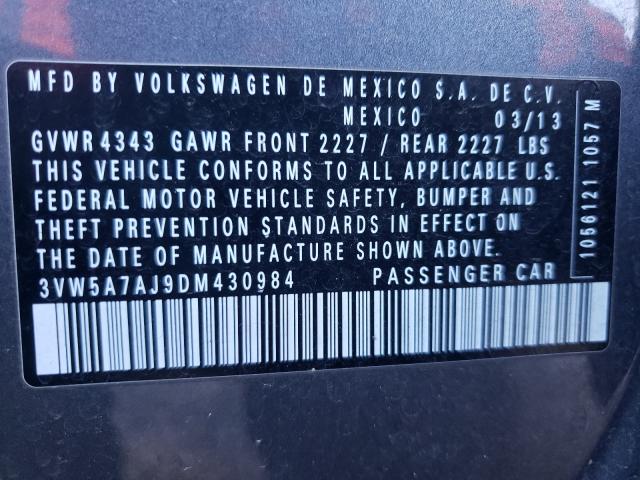 MFD BY VOLKSWAGEN DE MEXICO S.A. DE C.V.
MEXICO 03/13
GVWR 4343 GAWR FRONT 2227 / REAR 2227 LBS
THIS VEHICLE CONFORMS TO ALL APPLICABLE U.S.
FEDERAL MOTOR VEHICLE SAFETY, BUMPER AND
THEFT PREVENTION STANDARDS IN EFFECT ON
THE DATE OF MANUFACTURE SHOWN ABOVE.
3VW5A7AJ9DM430984 PASSENGER CAR
1056121 1057 M